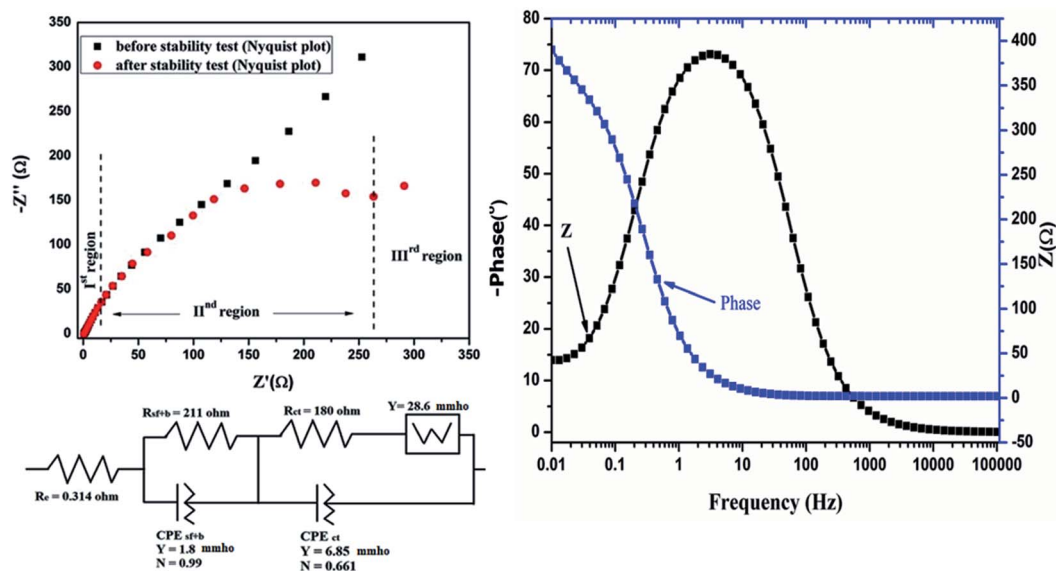 350
300
250
200
150
100
50
0
-Z'' (Ω)
before stability test (Nyquist plot)
after stability test (Nyquist plot)
Iˢᵗ region
IIⁿᵈ region
IIIʳᵈ region
0 50 100 150 200 250 300 350
Z'(Ω)
Rsf+b = 211 ohm
Rct = 180 ohm
Y= 28.6 mmho
W
Re = 0.314 ohm
CPE sf+b
Y = 1.8 mmho
N = 0.99
CPE ct
Y = 6.85 mmho
N = 0.661
80
70
60
50
40
30
20
10
0
-Phase(°)
Z
Phase
400
350
300
250
200
150
100
50
0
-50
Z(Ω)
0.01 0.1 1 10 100 1000 10000 100000
Frequency (Hz)